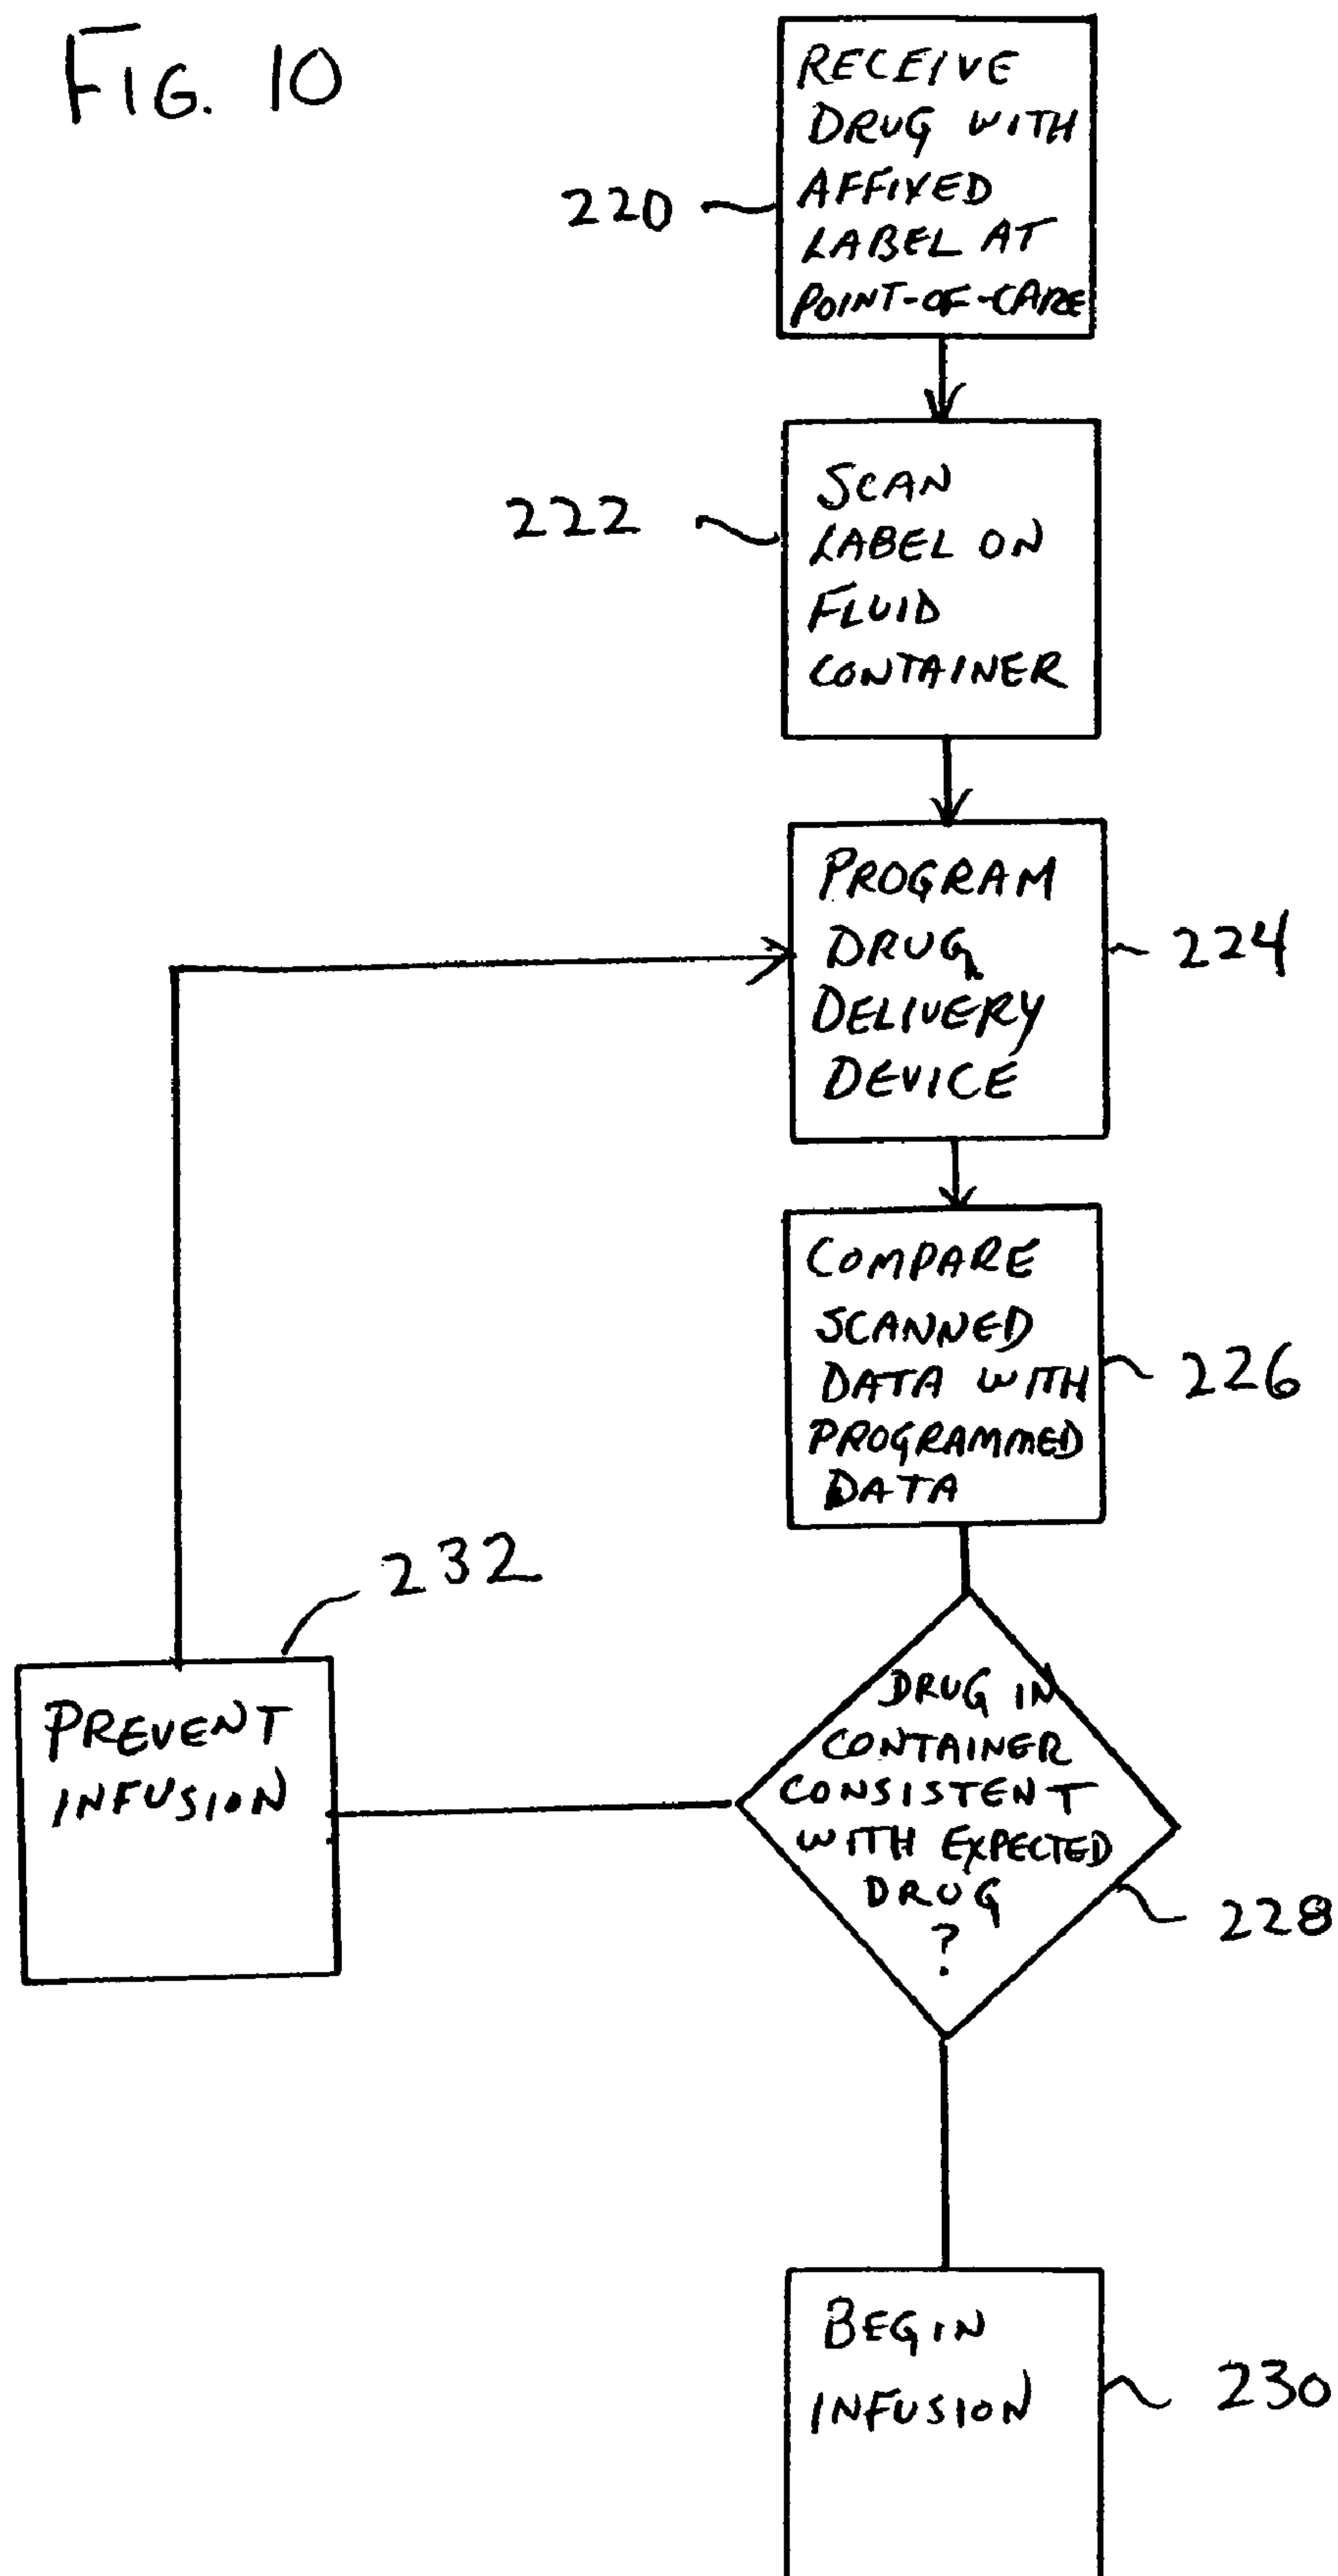 FIG. 10
RECEIVE
DRUG WITH
AFFIXED
LABEL AT
POINT-OF-CARE
220
SCAN
LABEL ON
FLUID
CONTAINER
222
PROGRAM
DRUG
DELIVERY
DEVICE
224
COMPARE
SCANNED
DATA WITH
PROGRAMMED
DATA
226
232
PREVENT
INFUSION
DRUG IN
CONTAINER
CONSISTENT
WITH EXPECTED
DRUG
?
228
BEGIN
INFUSION
230